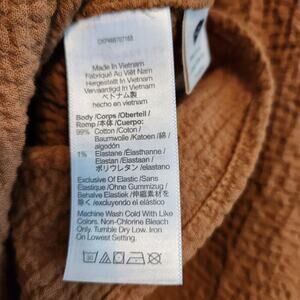 Made In Vietnam
Fabriqué Au Viêt Nam
Hergestellt In Vietnam
Vervaardigd In Vietnam
ベトナム製
hecho en vietnam
Body /Corps /Oberteil /
Romp /本体 /Cuerpo:
99% Cotton /Coton /
Baumwolle /Katoen /綿 /
algodón
1% Elastane /Élasthanne /
Elastan /Elastaan /
ポリウレタン /elastano
Exclusive Of Elastic /Sans
Élastique /Ohne Gummizug /
Behalve Elastiek /伸縮素材
を除く /excluyendo el elástico
Machine Wash Cold With Like
Colors. Non-Chlorine Bleach
Only. Tumble Dry Low. Iron
On Lowest Setting.